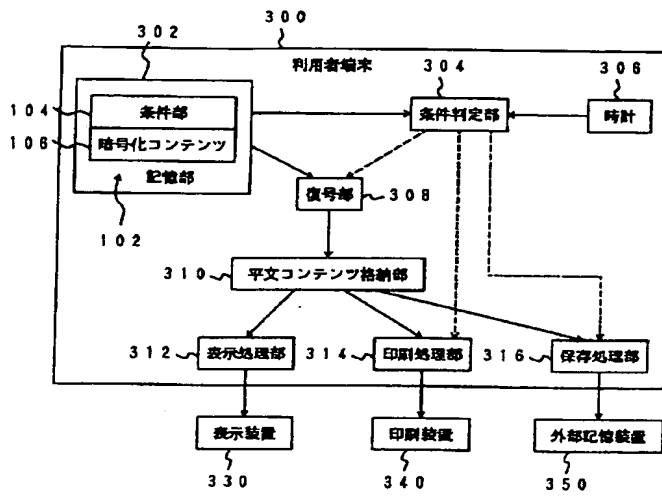 ３００
３０２
利用者端末
３０４
３０６
１０４
条件部
条件判定部
時計
１０６
暗号化コンテンツ
記憶部
復号部
３０８
１０２
３１０
平文コンテンツ格納部
３１２
表示処理部
３１４
印刷処理部
３１６
保存処理部
表示装置
印刷装置
外部記憶装置
３３０
３４０
３５０